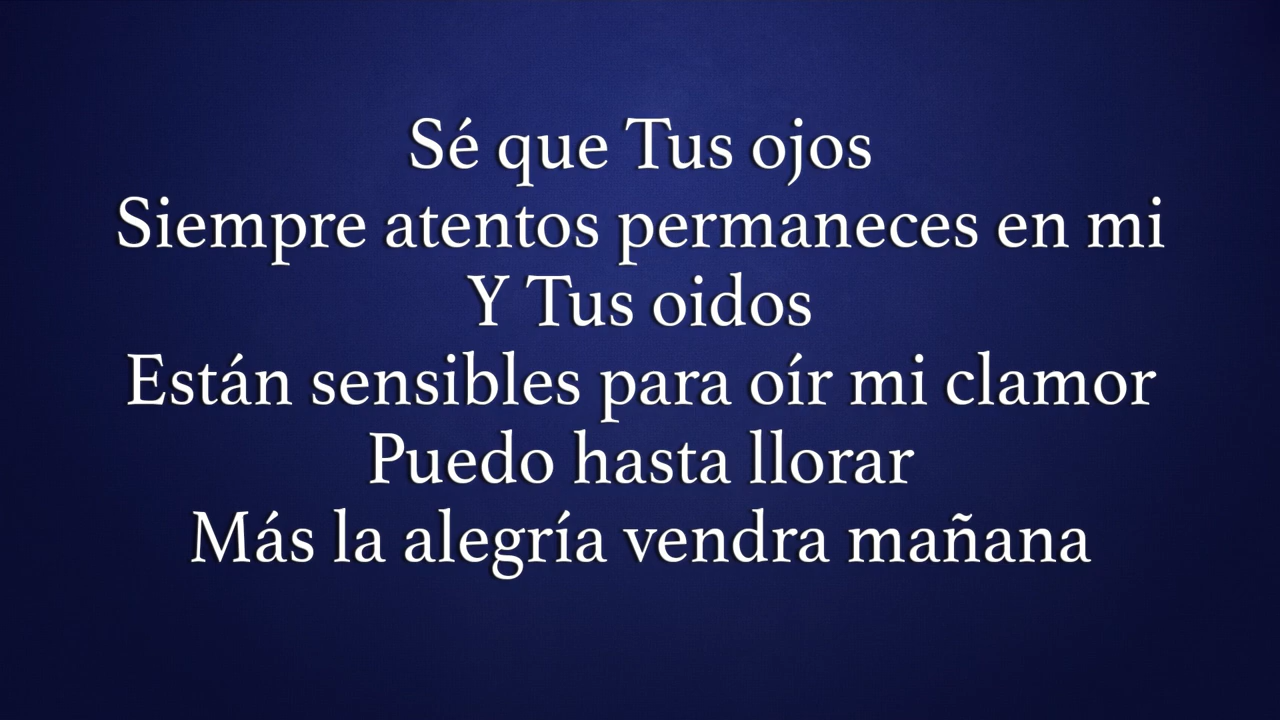 Sé que Tus ojos
Siempre atentos permaneces en mi
Y Tus oidos
Están sensibles para oír mi clamor
Puedo hasta llorar
Más la alegría vendra mañana